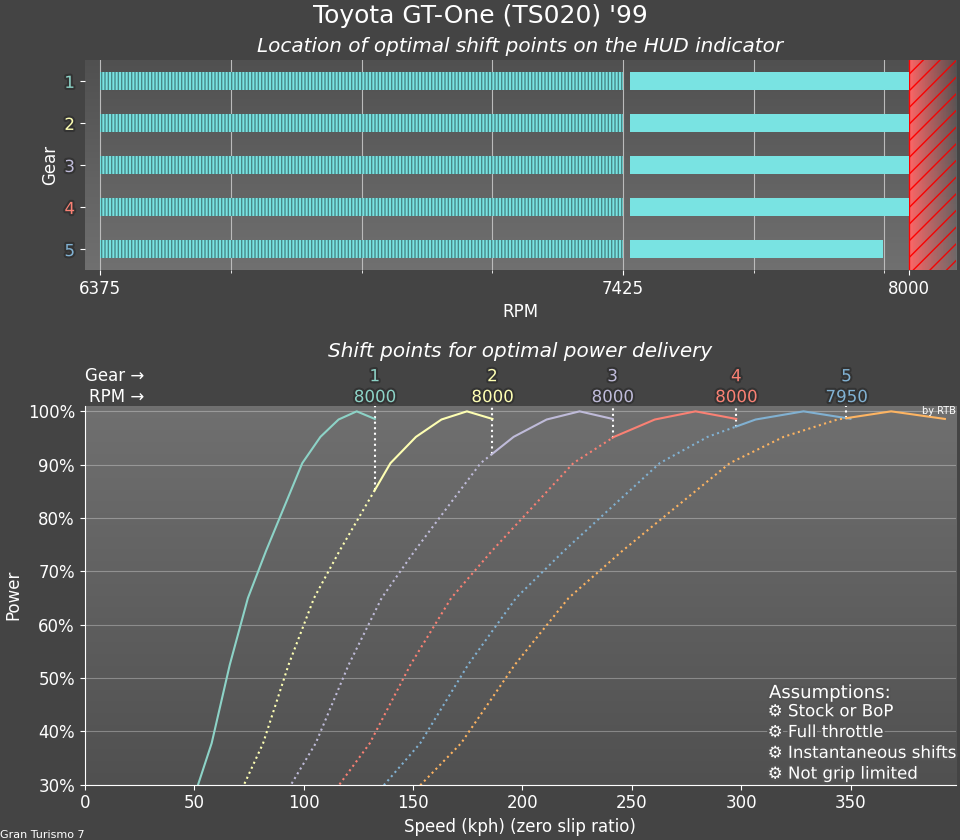 Toyota GT-One (TS020) '99
Location of optimal shift points on the HUD indicator
Gear
1
2
3
4
5
6375 7425 8000
RPM
Shift points for optimal power delivery
Gear → 1 2 3 4 5
RPM → 8000 8000 8000 8000 7950
by RTB
Power
100%
90%
80%
70%
60%
50%
40%
30%
Assumptions:
⚙ Stock or BoP
⚙ Full throttle
⚙ Instantaneous shifts
⚙ Not grip limited
0 50 100 150 200 250 300 350
Speed (kph) (zero slip ratio)
Gran Turismo 7